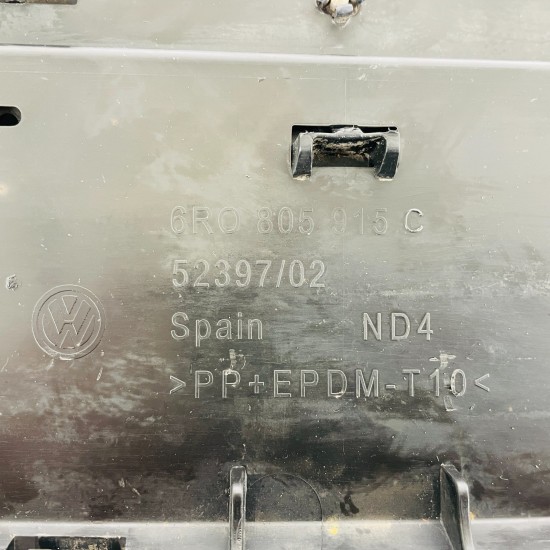 6R0 805 915 C
52397/02
Spain ND4
>PP+EPDM-T10<